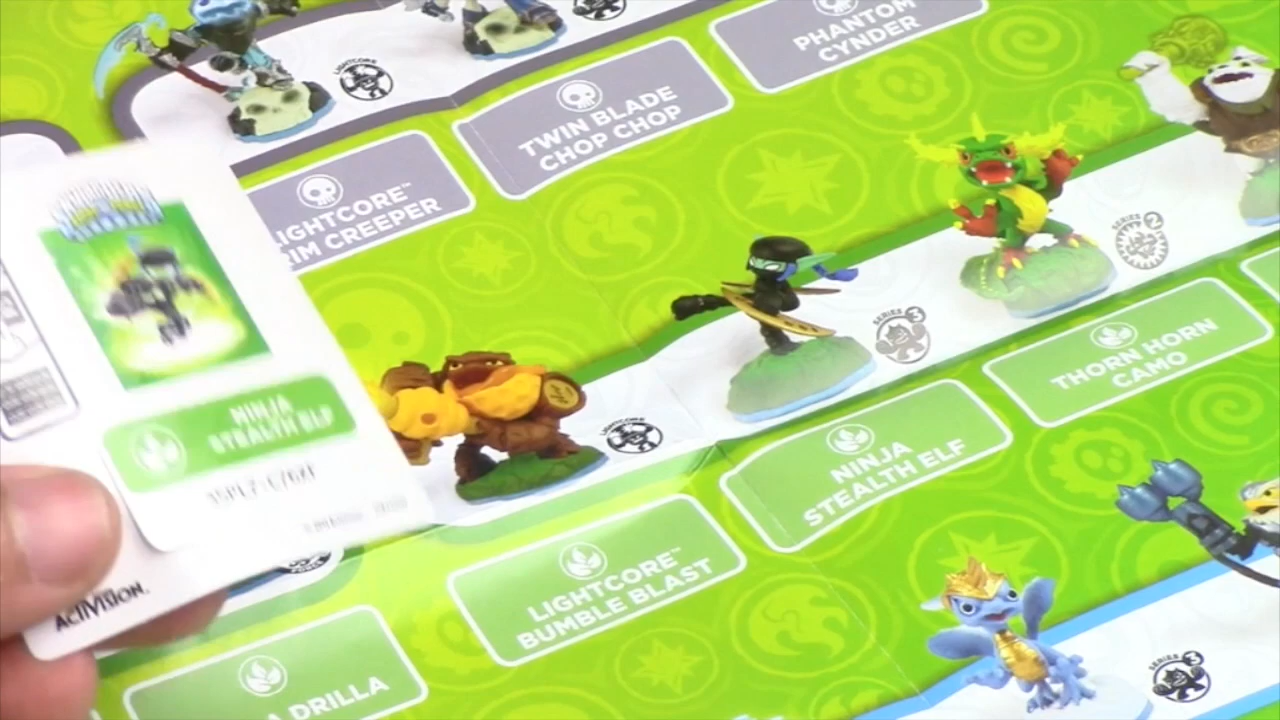 PHANTOM
CYNDER
LIGHTCORE
TWIN BLADE
CHOP CHOP
LIGHTCORE™
IM CREEPER
SERIES 2
SERIES 3
THORN HORN
CAMO
NINJA
STEALTH ELF
LIGHTCORE
NINJA
STEALTH ELF
LIGHTCORE™
BUMBLE BLAST
ACTIVISION.
DRILLA
SERIES 3